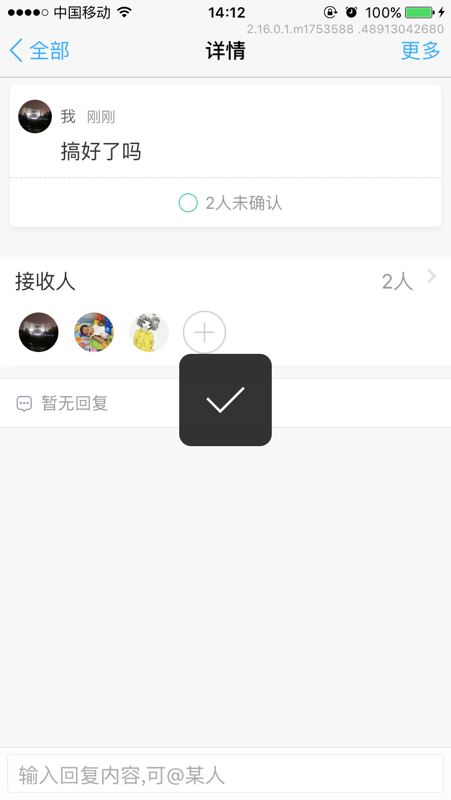 中国移动 14:12 100%
2.16.0.1.m1753588 .48913042680
全部 详情 更多
我 刚刚
搞好了吗
2人未确认
接收人 2人
暂无回复
输入回复内容,可@某人